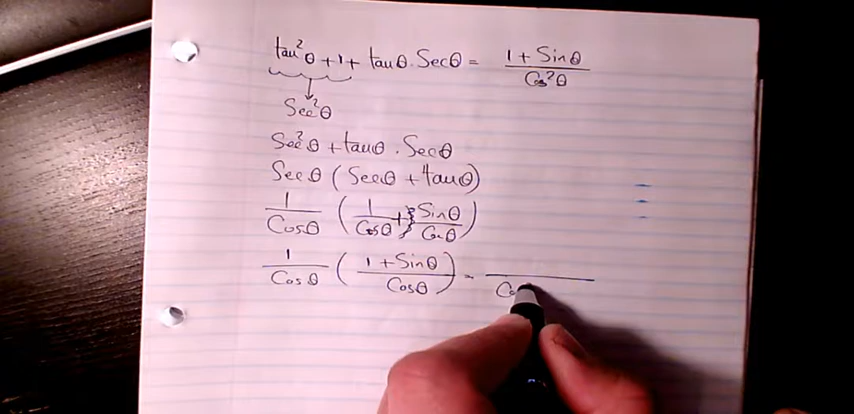 tan²θ + 1 + tanθ . Secθ = (1 + Sinθ) / Cos²θ
Sec²θ
Sec²θ + tanθ . Secθ
Secθ ( Secθ + tanθ )
1 / Cosθ ( 1 / Cosθ + Sinθ / Cosθ )
1 / Cosθ ( (1 + Sinθ) / Cosθ ) = / Co